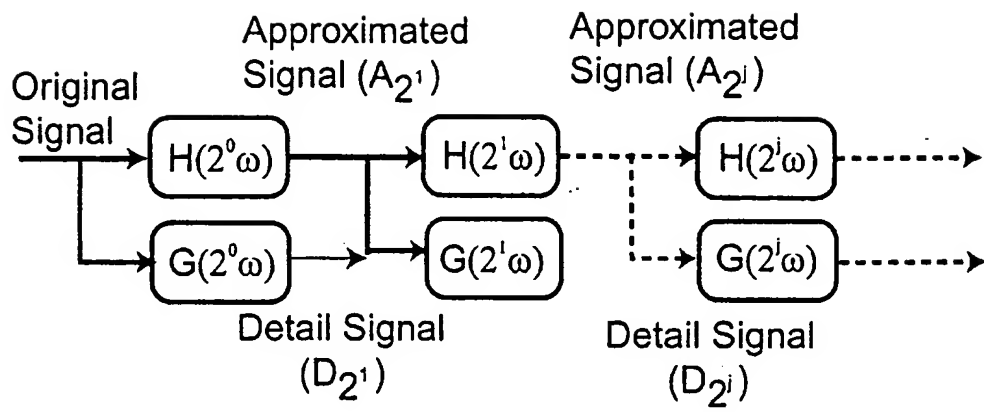 Approximated
Signal (A₂¹)
Approximated
Signal (A₂ʲ)
Original
Signal
H(2⁰ω)
H(2¹ω)
H(2ʲω)
G(2⁰ω)
G(2¹ω)
G(2ʲω)
Detail Signal
(D₂¹)
Detail Signal
(D₂ʲ)